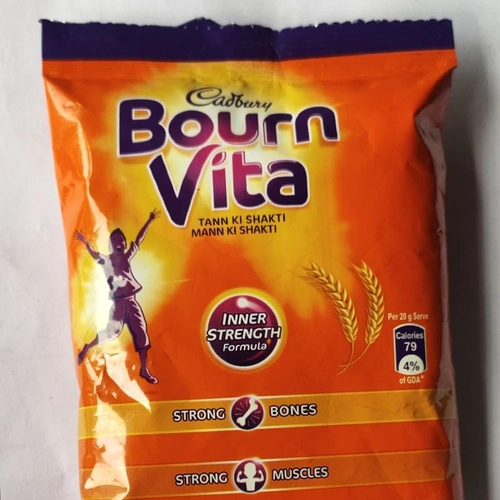 Cadbury
Bourn
Vita
TANN KI SHAKTI
MANN KI SHAKTI
INNER
STRENGTH
Formula
Per 20 g Serve
Calories
79
4%
of GDA*
STRONG BONES
STRONG MUSCLES